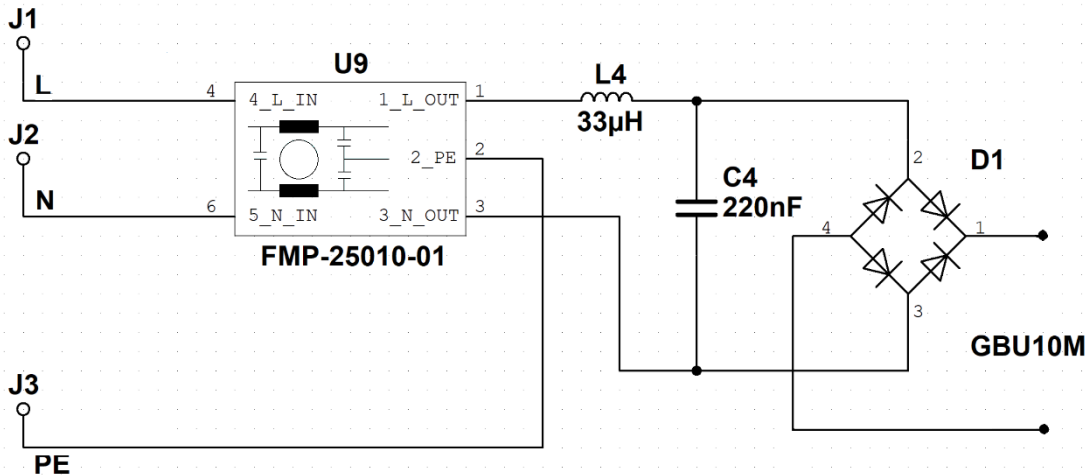 J1
L
J2
N
U9
4
4_L_IN
1_L_OUT
1
2_PE
2
6
5_N_IN
3_N_OUT
3
FMP-25010-01
L4
33µH
C4
220nF
2
D1
4
1
3
GBU10M
J3
PE